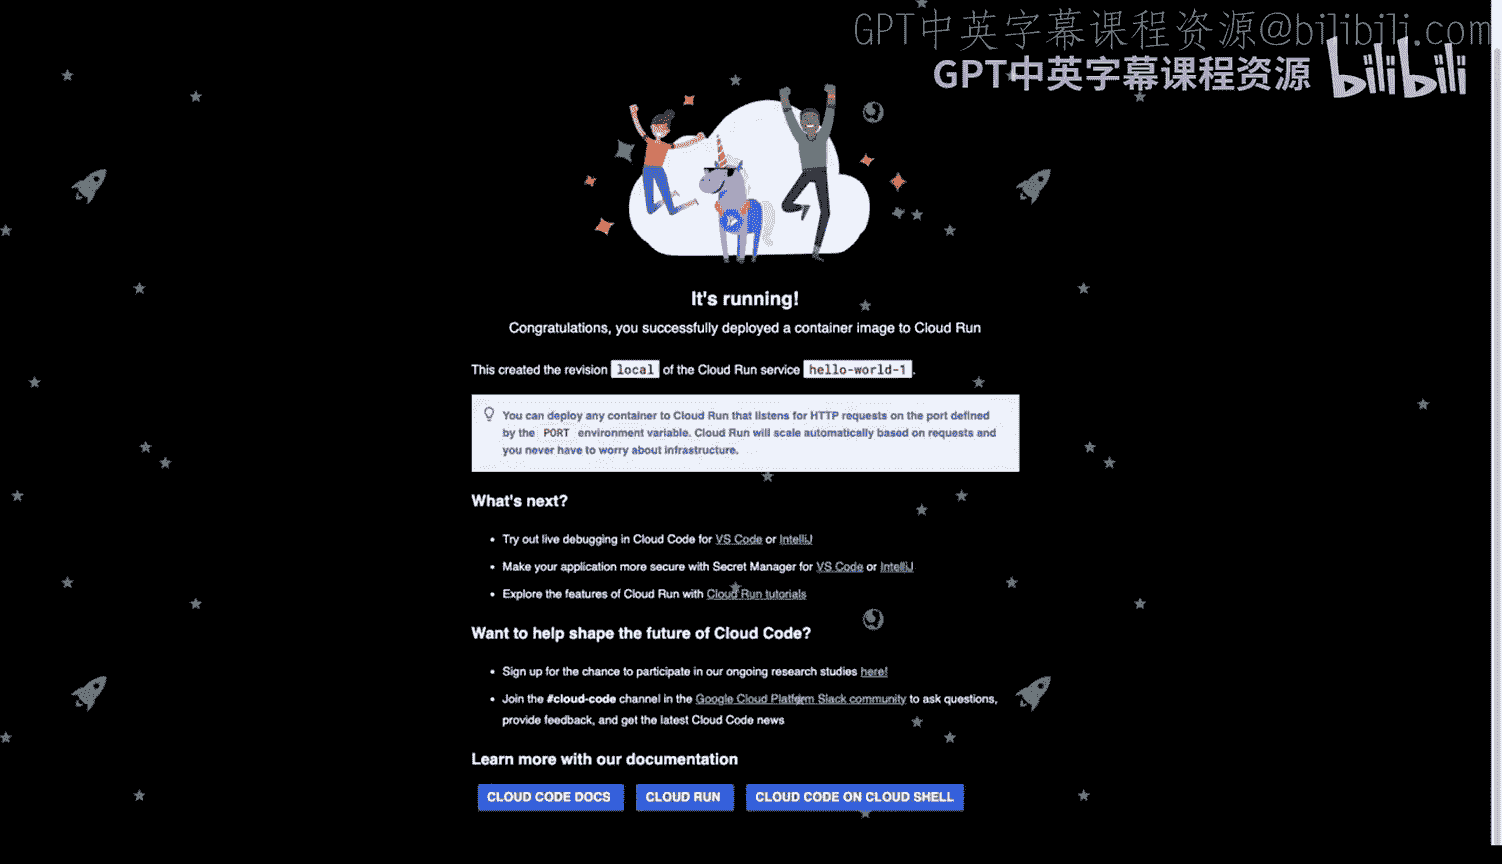 GPT中英字幕课程资源@bilibili.com
GPT中英字幕课程资源 bilibili
It's running!
Congratulations, you successfully deployed a container image to Cloud Run
This created the revision local of the Cloud Run service hello-world-1.
You can deploy any container to Cloud Run that listens for HTTP requests on the port defined
by the PORT environment variable. Cloud Run will scale automatically based on requests and
you never have to worry about infrastructure.
What's next?
• Try out live debugging in Cloud Code for VS Code or IntelliJ
• Make your application more secure with Secret Manager for VS Code or IntelliJ
• Explore the features of Cloud Run with Cloud Run tutorials
Want to help shape the future of Cloud Code?
• Sign up for the chance to participate in our ongoing research studies here!
• Join the #cloud-code channel in the Google Cloud Platform Slack community to ask questions,
provide feedback, and get the latest Cloud Code news
Learn more with our documentation
CLOUD CODE DOCS CLOUD RUN CLOUD CODE ON CLOUD SHELL